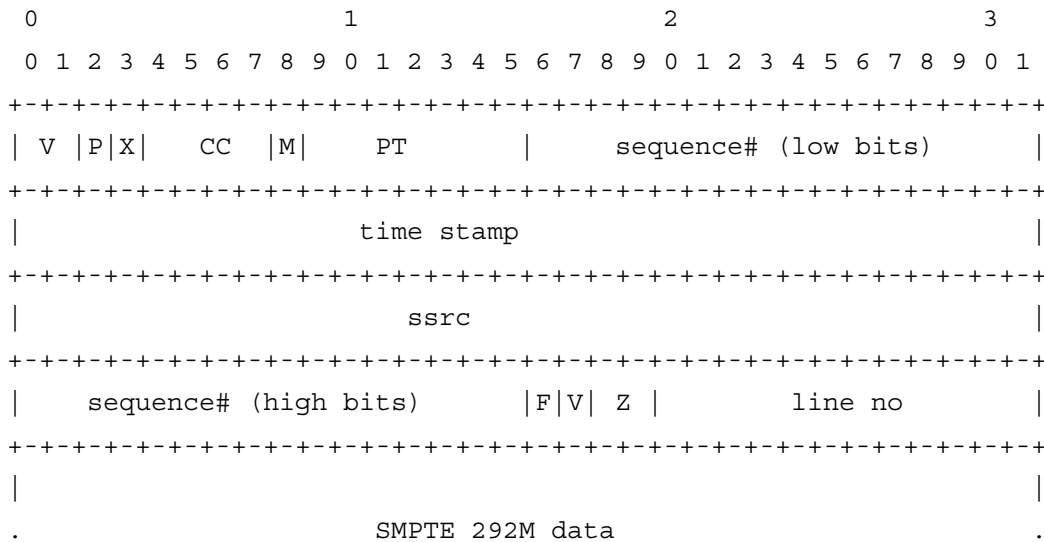 0                   1                   2                   3
0 1 2 3 4 5 6 7 8 9 0 1 2 3 4 5 6 7 8 9 0 1 2 3 4 5 6 7 8 9 0 1
+-+-+-+-+-+-+-+-+-+-+-+-+-+-+-+-+-+-+-+-+-+-+-+-+-+-+-+-+-+-+-+-+
| V |P|X|   CC  |M|    PT       |     sequence# (low bits)      |
+-+-+-+-+-+-+-+-+-+-+-+-+-+-+-+-+-+-+-+-+-+-+-+-+-+-+-+-+-+-+-+-+
|                     time stamp                                |
+-+-+-+-+-+-+-+-+-+-+-+-+-+-+-+-+-+-+-+-+-+-+-+-+-+-+-+-+-+-+-+-+
|                        ssrc                                   |
+-+-+-+-+-+-+-+-+-+-+-+-+-+-+-+-+-+-+-+-+-+-+-+-+-+-+-+-+-+-+-+-+
|    sequence# (high bits)      |F|V| Z |        line no        |
+-+-+-+-+-+-+-+-+-+-+-+-+-+-+-+-+-+-+-+-+-+-+-+-+-+-+-+-+-+-+-+-+
|                                                               |
.                      SMPTE 292M data                          .